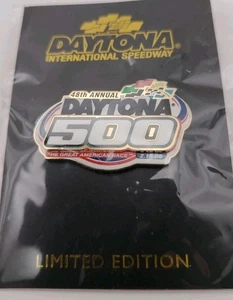 DAYTONA
INTERNATIONAL SPEEDWAY
48th ANNUAL
DAYTONA
500
THE GREAT AMERICAN RACE
LIMITED EDITION